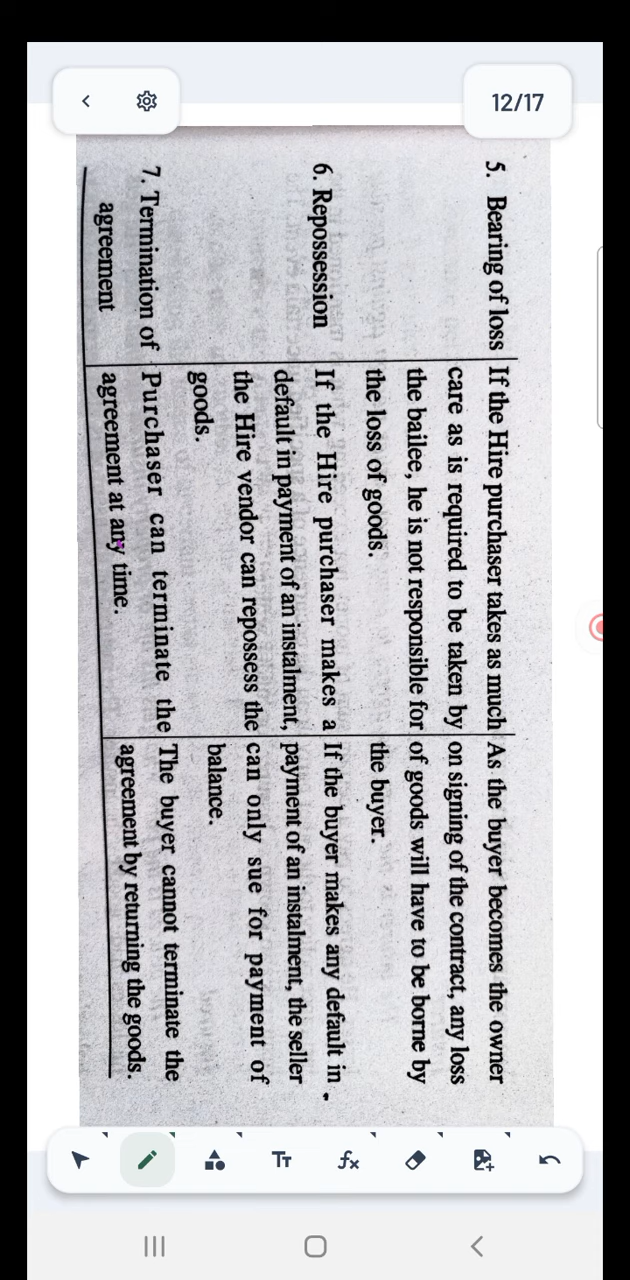 12/17
5. Bearing of loss
If the Hire purchaser takes as much
care as is required to be taken by
the bailee, he is not responsible for
the loss of goods.
As the buyer becomes the owner
on signing of the contract, any loss
of goods will have to be borne by
the buyer.
6. Repossession
If the Hire purchaser makes a
default in payment of an instalment,
the Hire vendor can repossess the
goods.
If the buyer makes any default in
payment of an instalment, the seller
can only sue for payment of
balance.
7. Termination of
agreement
Purchaser can terminate the
agreement at any time.
The buyer cannot terminate the
agreement by returning the goods.
TT
fx